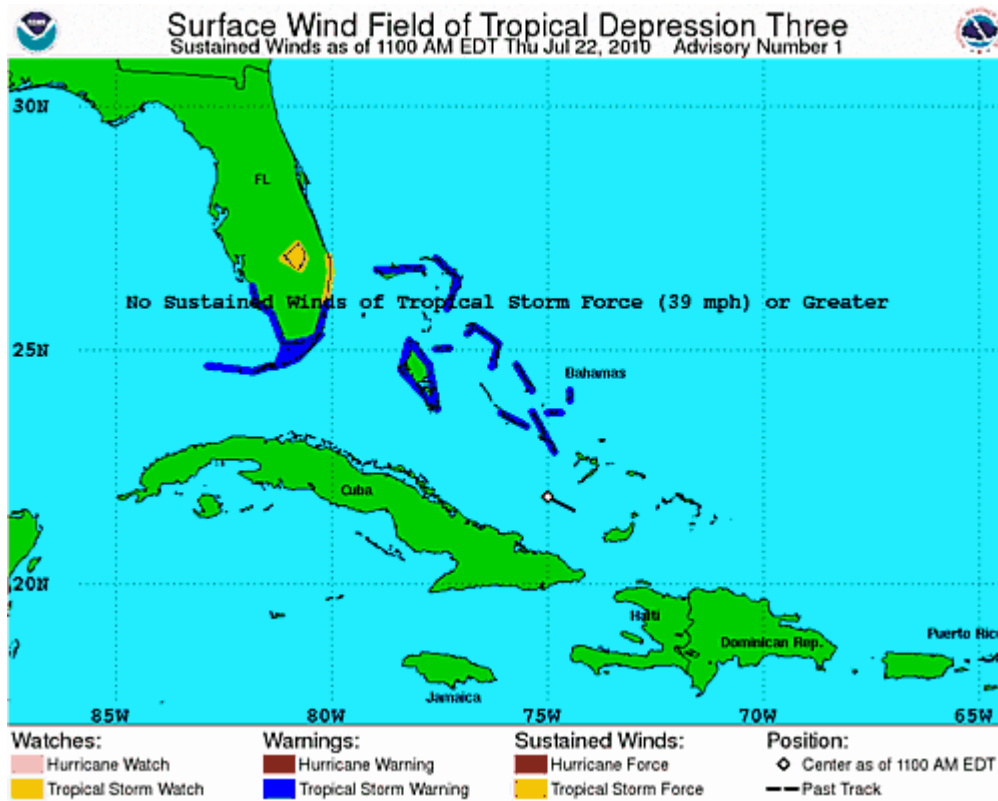 Surface Wind Field of Tropical Depression Three
Sustained Winds as of 1100 AM EDT Thu Jul 22, 2010 Advisory Number 1
30N
FL
No Sustained Winds of Tropical Storm Force (39 mph) or Greater
25N
Bahamas
Cuba
20N
Haiti
Dominican Rep.
Puerto Rico
Jamaica
85W 80W 75W 70W 65W
Watches: Warnings: Sustained Winds: Position:
Hurricane Watch Hurricane Warning Hurricane Force Center as of 1100 AM EDT
Tropical Storm Watch Tropical Storm Warning Tropical Storm Force Past Track